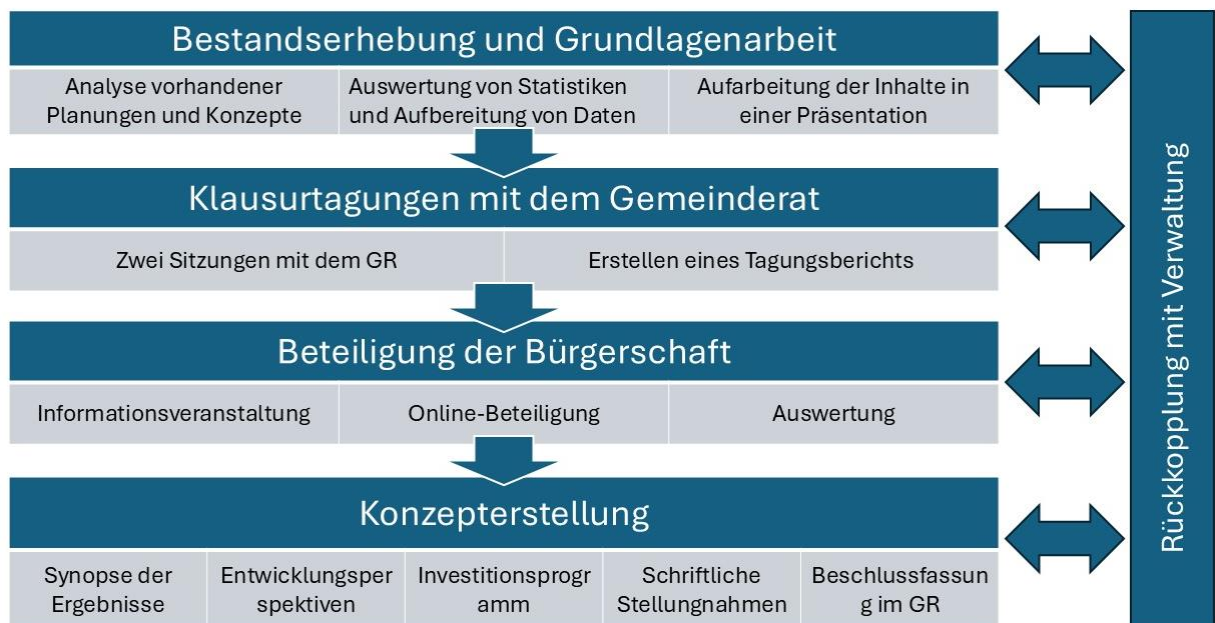 Bestandserhebung und Grundlagenarbeit
Analyse vorhandener
Planungen und Konzepte
Auswertung von Statistiken
und Aufbereitung von Daten
Aufarbeitung der Inhalte in
einer Präsentation
Klausurtagungen mit dem Gemeinderat
Zwei Sitzungen mit dem GR
Erstellen eines Tagungsberichts
Beteiligung der Bürgerschaft
Informationsveranstaltung
Online-Beteiligung
Auswertung
Konzepterstellung
Synopse der
Ergebnisse
Entwicklungsper
spektiven
Investitionsprogr
amm
Schriftliche
Stellungnahmen
Beschlussfassun
g im GR
Rückkopplung mit Verwaltung